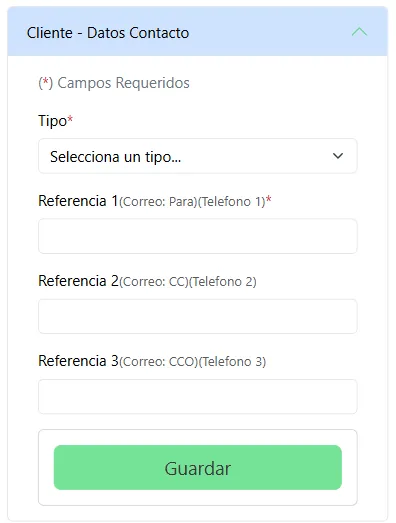 Cliente - Datos Contacto
(*) Campos Requeridos
Tipo*
Selecciona un tipo...
Referencia 1(Correo: Para)(Telefono 1)*
Referencia 2(Correo: CC)(Telefono 2)
Referencia 3(Correo: CCO)(Telefono 3)
Guardar